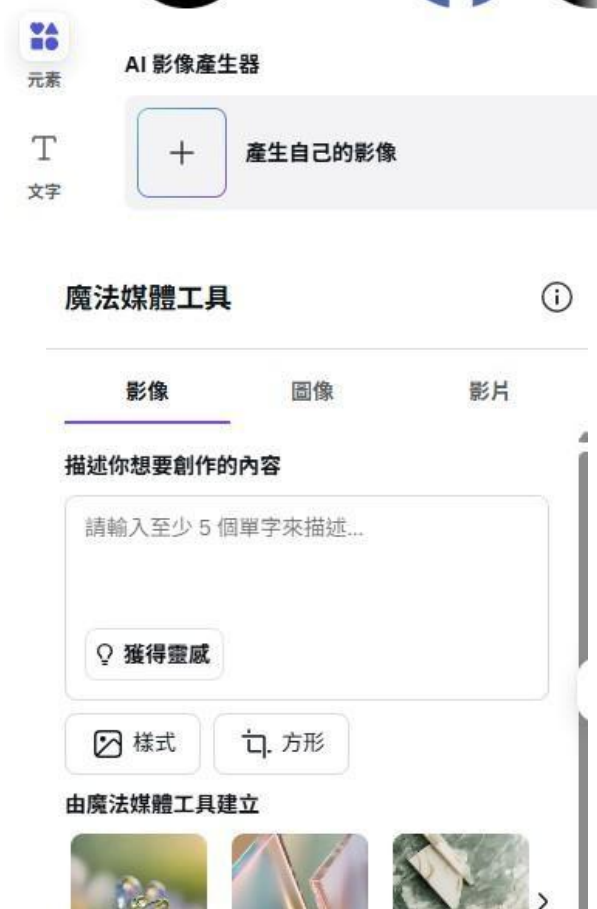 元素
AI 影像產生器
產生自己的影像
文字
魔法媒體工具
影像
圖像
影片
描述你想要創作的內容
請輸入至少 5 個單字來描述...
獲得靈感
樣式
方形
由魔法媒體工具建立